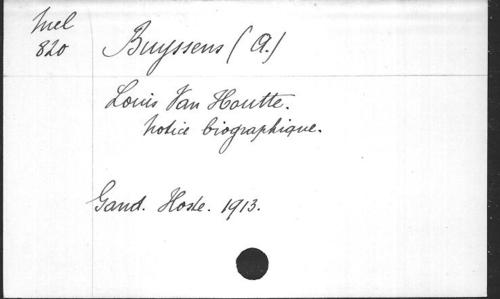 Mel
820
Buyssens (A.)
Louis Van Houtte.
Notice biographique.
Gand. Hoste. 1913.